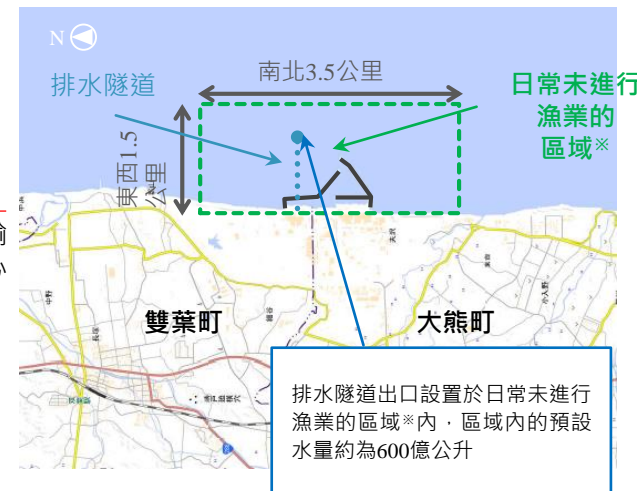 N
排水隧道
南北3.5公里
日常未進行
漁業的
區域※
東西1.5
公里
雙葉町
大熊町
排水隧道出口設置於日常未進行
漁業的區域※內，區域內的預設
水量約為600億公升